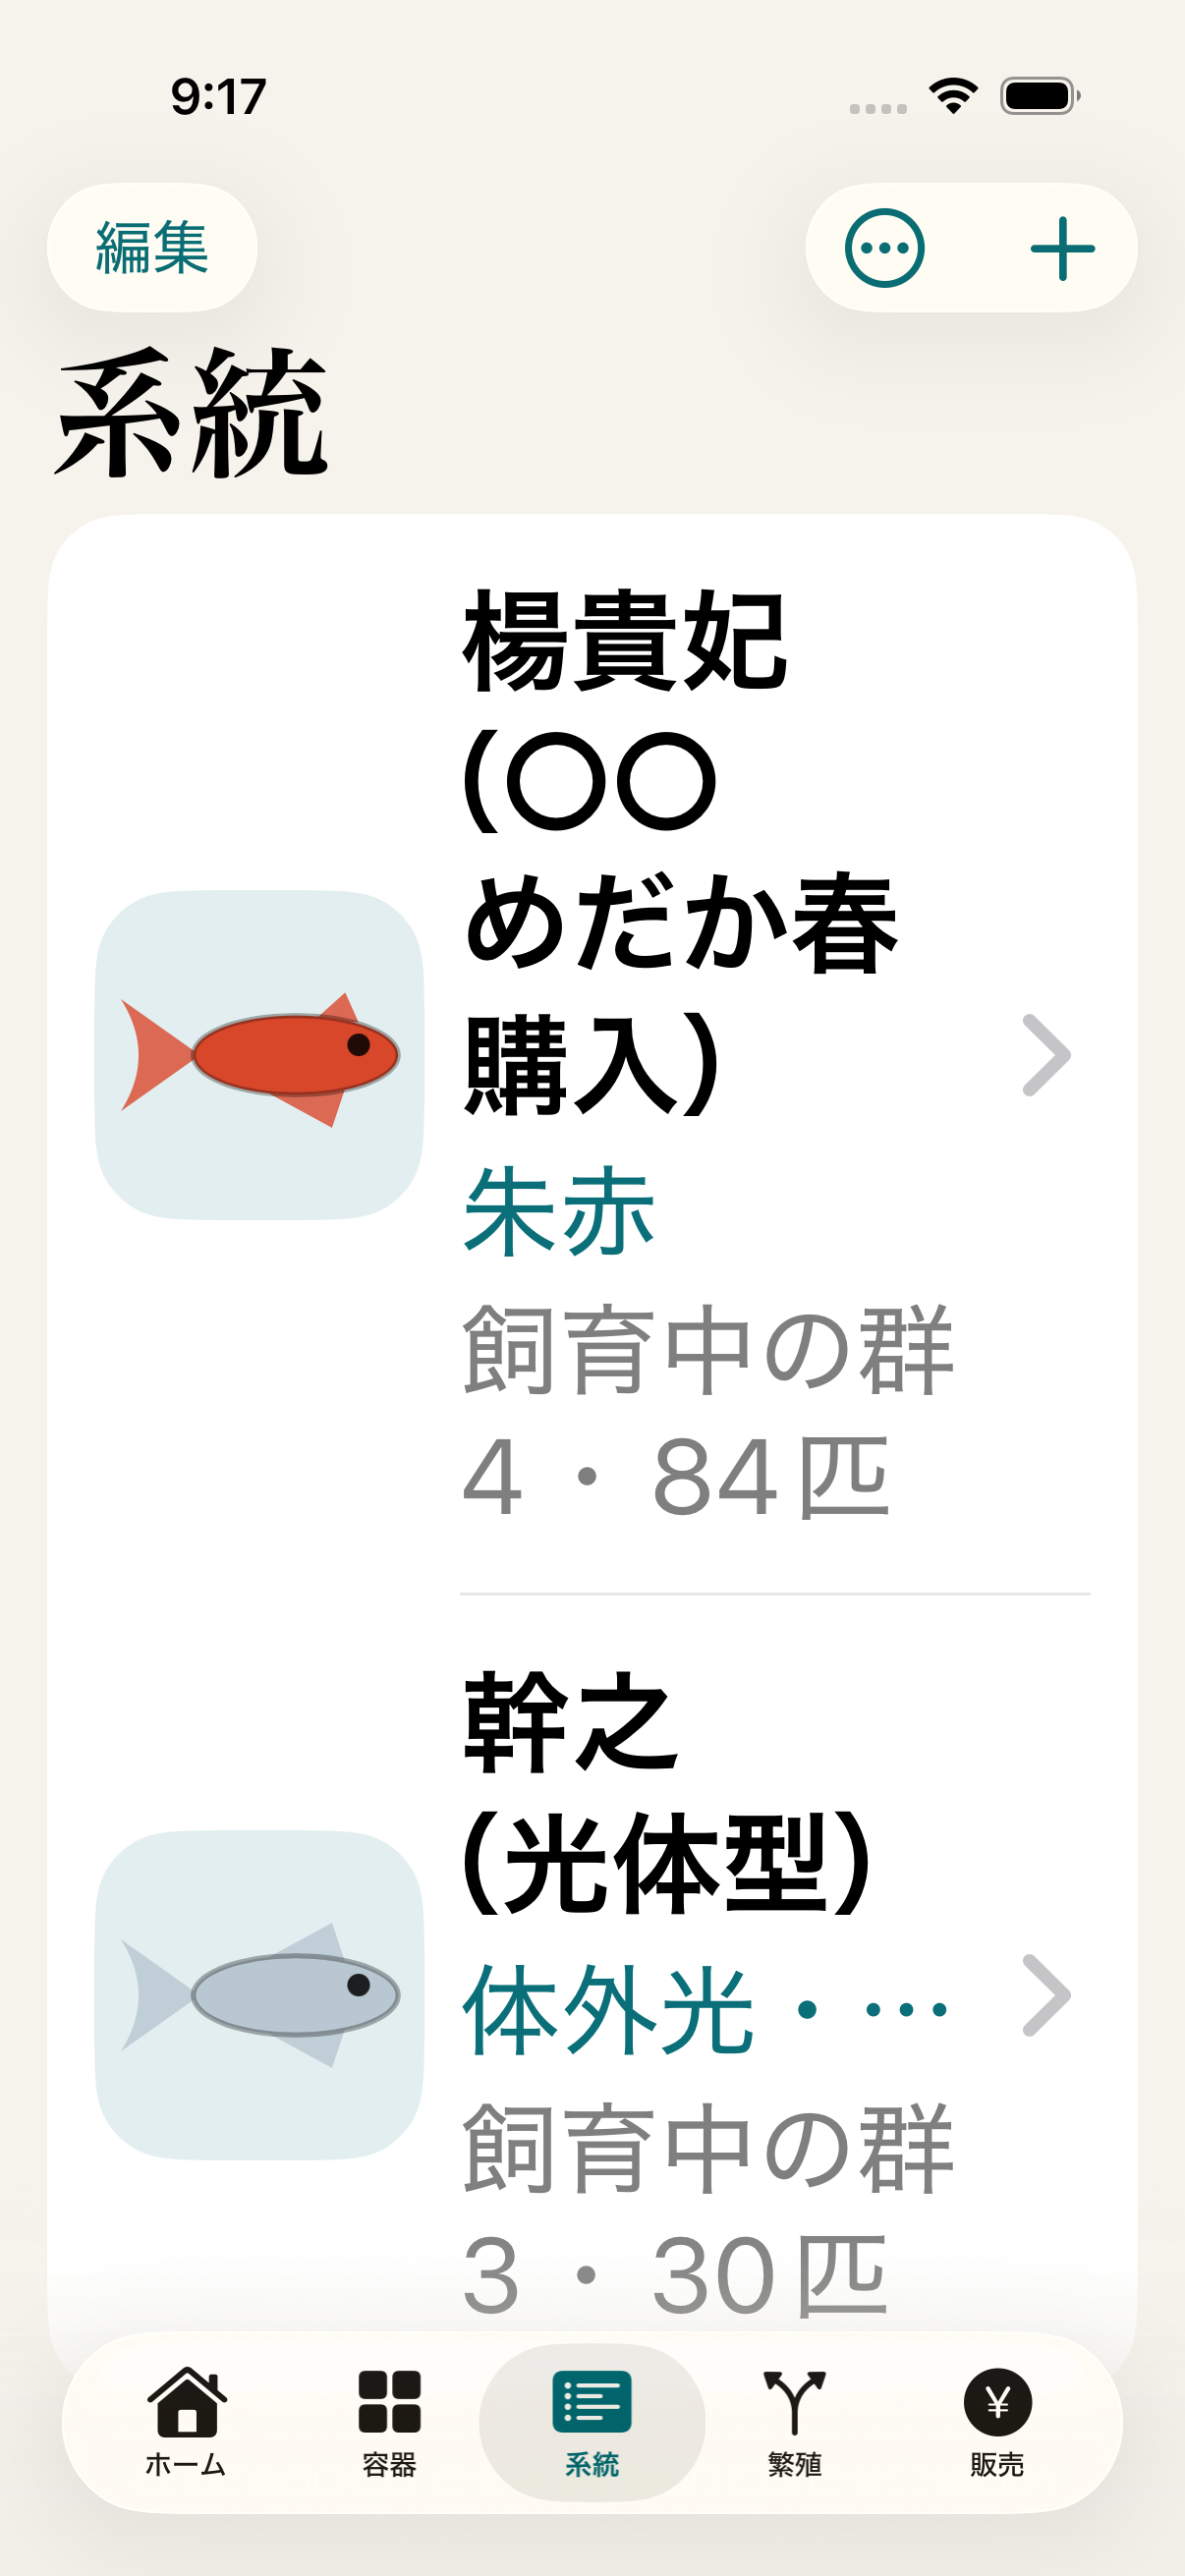 9:17
編集
系統
楊貴妃
(〇〇
めだか春
購入)
朱赤
飼育中の群
4 ・ 84匹
幹之
(光体型)
体外光・…
飼育中の群
3 ・ 30匹
ホーム
容器
系統
繁殖
販売